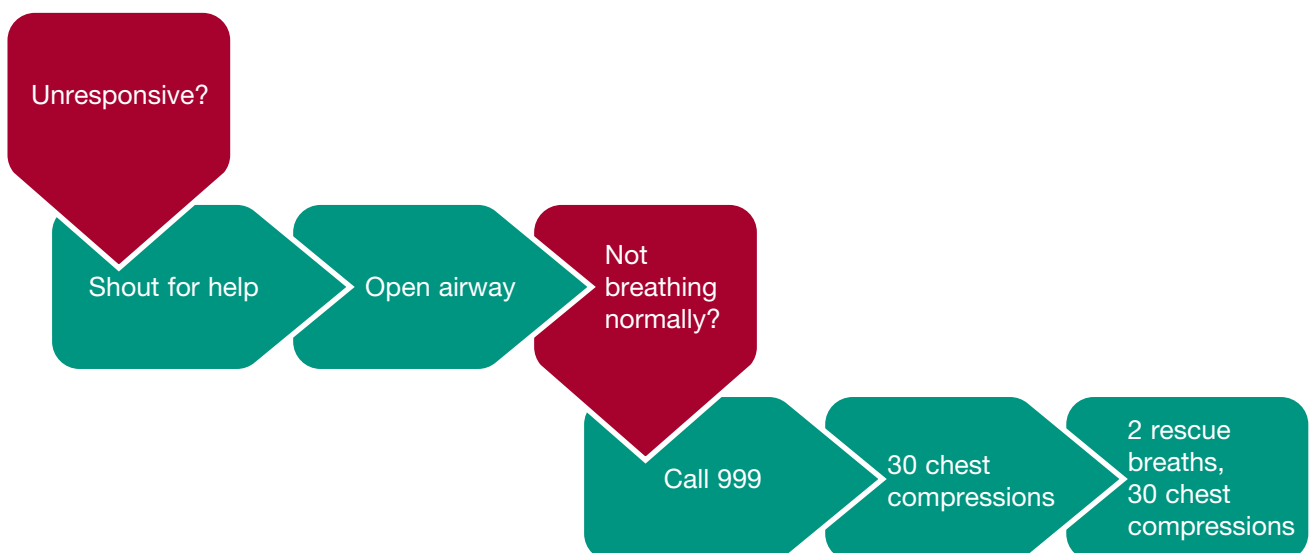 Unresponsive?
Shout for help
Open airway
Not
breathing
normally?
Call 999
30 chest
compressions
2 rescue
breaths,
30 chest
compressions